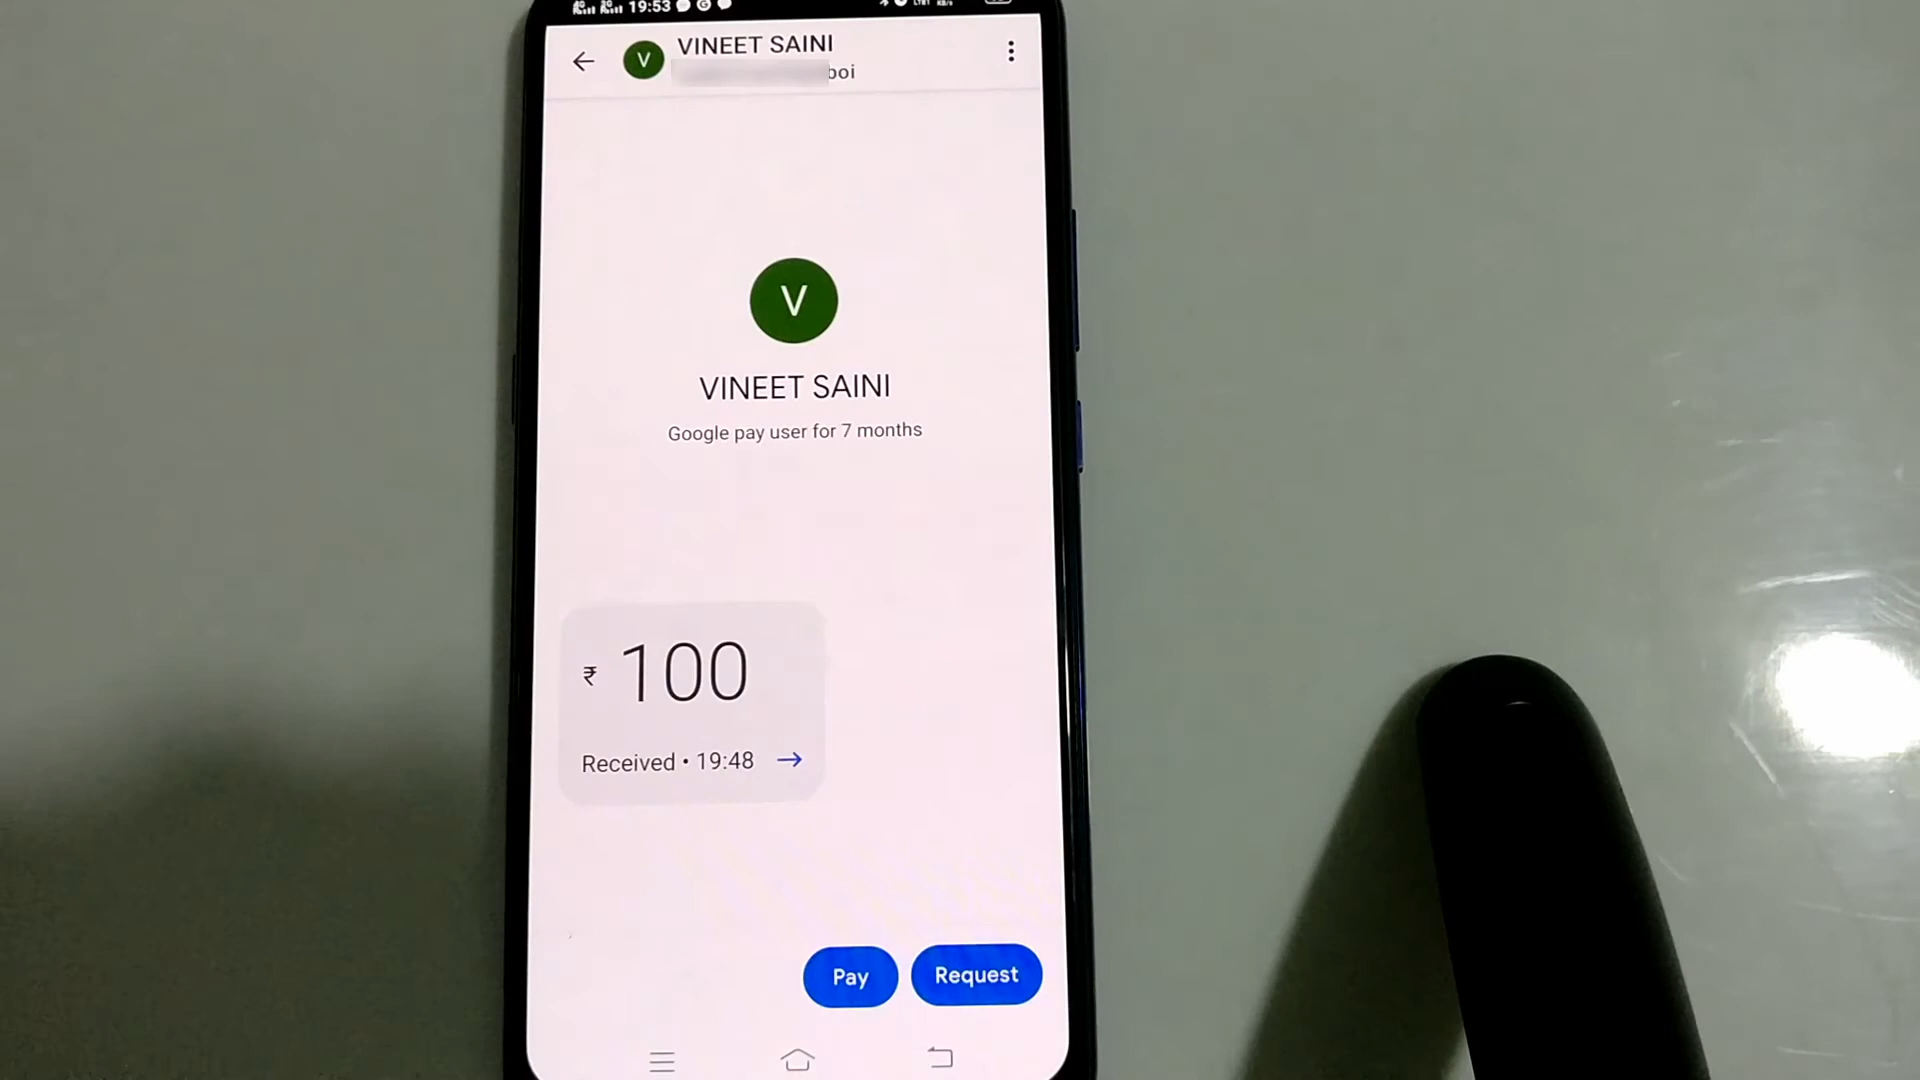 19:53
VINEET SAINI
V
boi
V
VINEET SAINI
Google pay user for 7 months
₹ 100
Received • 19:48 →
Pay
Request